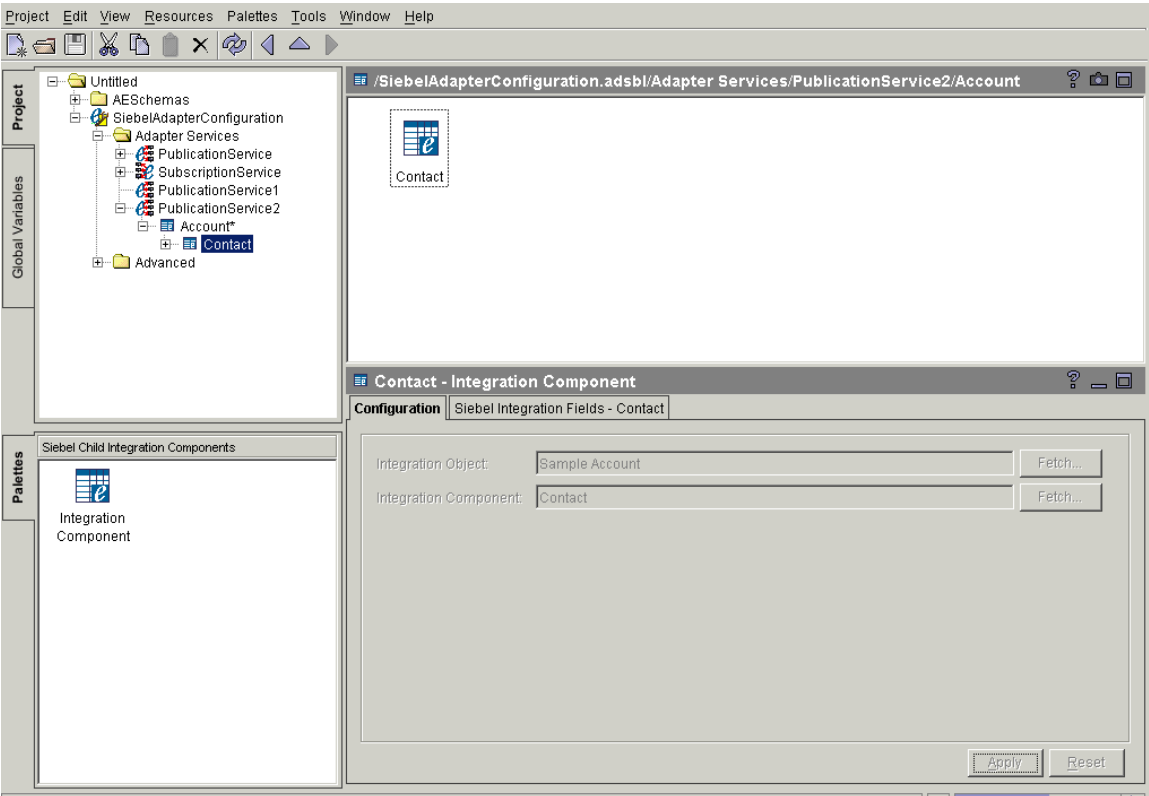 Project Edit View Resources Palettes Tools Window Help
Project
Global Variables
Untitled
AESchemas
SiebelAdapterConfiguration
Adapter Services
PublicationService
SubscriptionService
PublicationService1
PublicationService2
Account*
Contact
Advanced
/SiebelAdapterConfiguration.adsbl/Adapter Services/PublicationService2/Account
Contact
Palettes
Siebel Child Integration Components
Integration
Component
Contact - Integration Component
Configuration Siebel Integration Fields - Contact
Integration Object: Sample Account Fetch...
Integration Component: Contact Fetch...
Apply Reset